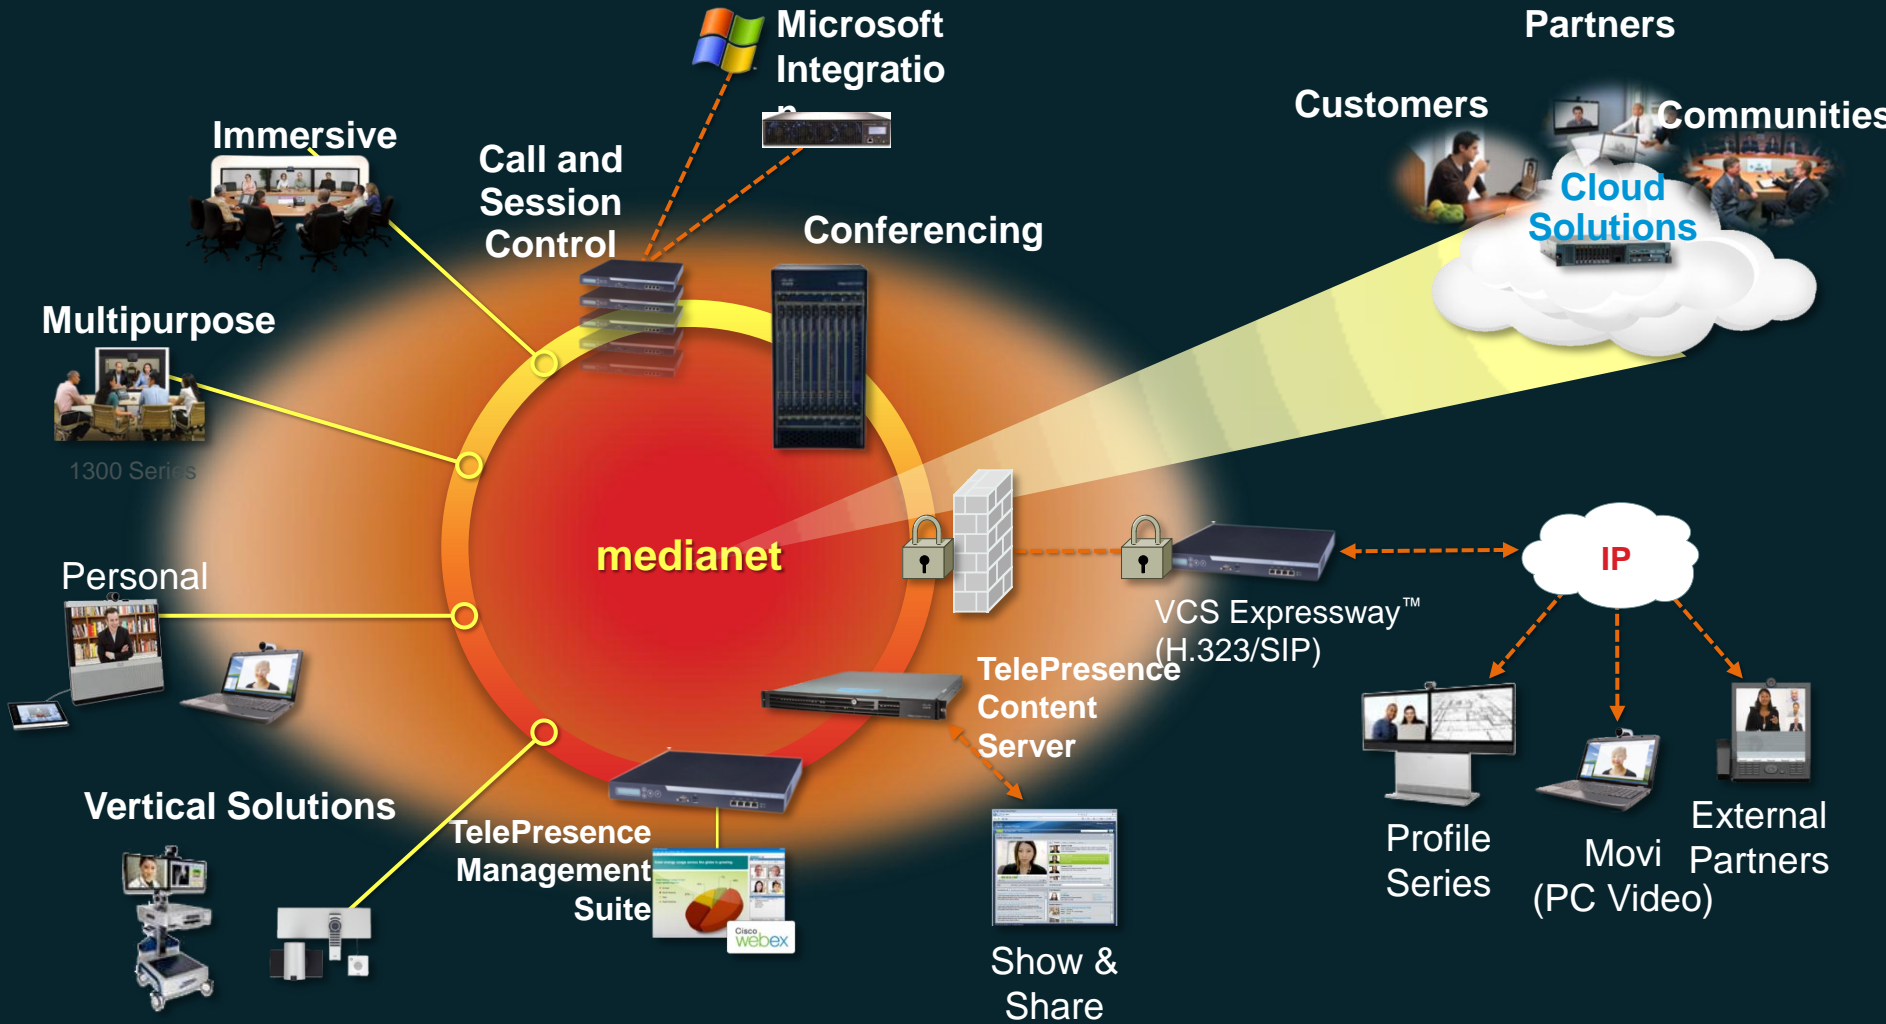 Microsoft
Integratio
n
Partners
Customers
Communities
Immersive
Call and
Session
Control
Cloud
Solutions
Conferencing
Multipurpose
1300 Series
medianet
IP
Personal
VCS Expressway™
(H.323/SIP)
TelePresence
Content
Server
Vertical Solutions
TelePresence
Management
Suite
Cisco
webex
Profile
Series
Movi
(PC Video)
External
Partners
Show &
Share